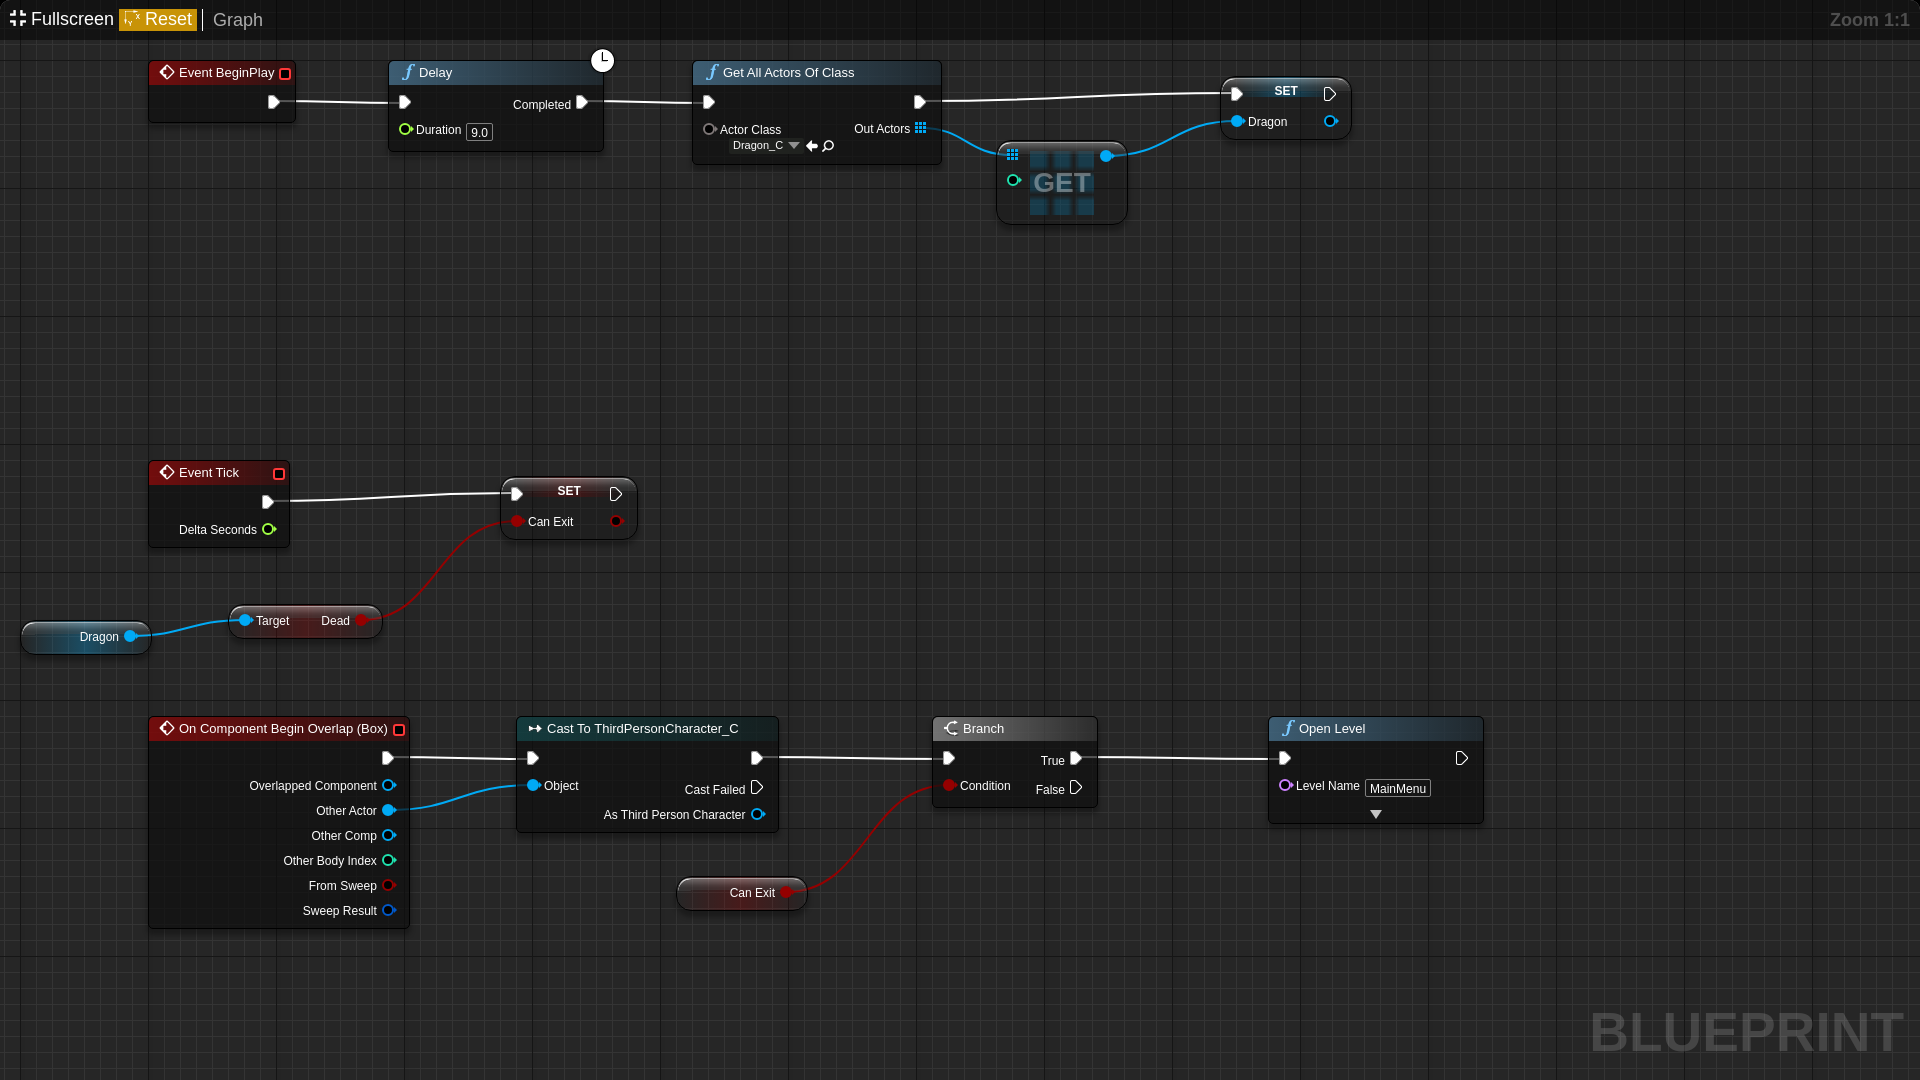 Fullscreen Reset Graph Zoom 1:1
Event BeginPlay
Delay
Completed
Duration 9.0
Get All Actors Of Class
Actor Class
Dragon_C
Out Actors
GET
SET
Dragon
Event Tick
Delta Seconds
SET
Can Exit
Dragon
Target Dead
On Component Begin Overlap (Box)
Overlapped Component
Other Actor
Other Comp
Other Body Index
From Sweep
Sweep Result
Cast To ThirdPersonCharacter_C
Object
Cast Failed
As Third Person Character
Can Exit
Branch
True
Condition
False
Open Level
Level Name MainMenu
BLUEPRINT